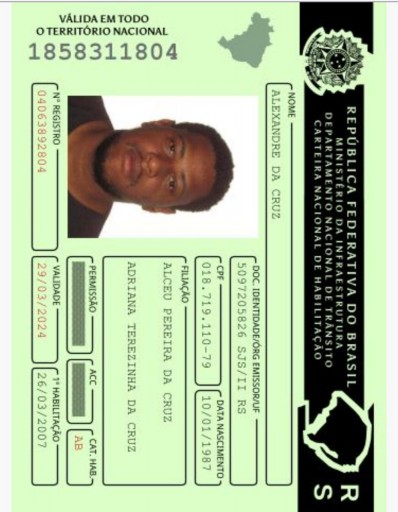 VÁLIDA EM TODO
O TERRITÓRIO NACIONAL
1858311804
REPÚBLICA FEDERATIVA DO BRASIL
MINISTÉRIO DA INFRAESTRUTURA
DEPARTAMENTO NACIONAL DE TRÂNSITO
CARTEIRA NACIONAL DE HABILITAÇÃO
RS
NOME
ALEXANDRE DA CRUZ
DOC. IDENTIDADE/ÓRG EMISSOR/UF
5097205826 SJS/II RS
CPF
018.719.110-79
DATA NASCIMENTO
10/01/1987
FILIAÇÃO
ALCEU PEREIRA DA CRUZ
ADRIANA TEREZINHA DA CRUZ
PERMISSÃO
ACC
CAT. HAB.
AB
Nº REGISTRO
04063892804
VALIDADE
29/03/2024
1ª HABILITAÇÃO
26/03/2007